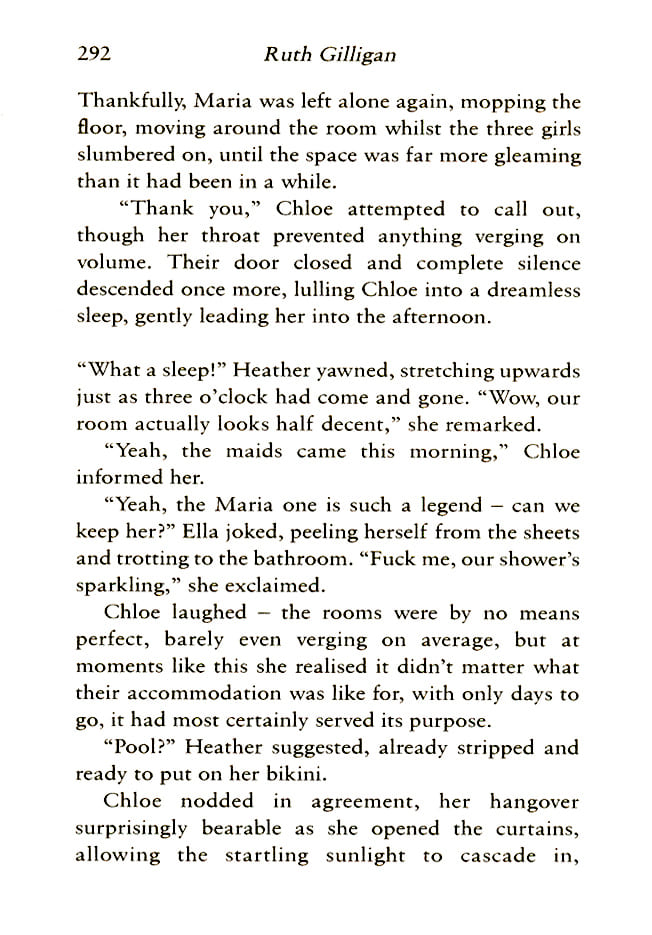 292 Ruth Gilligan
Thankfully, Maria was left alone again, mopping the
floor, moving around the room whilst the three girls
slumbered on, until the space was far more gleaming
than it had been in a while.
“Thank you,” Chloe attempted to call out,
though her throat prevented anything verging on
volume. Their door closed and complete silence
descended once more, lulling Chloe into a dreamless
sleep, gently leading her into the afternoon.
“What a sleep!” Heather yawned, stretching upwards
just as three o’clock had come and gone. “Wow, our
room actually looks half decent,” she remarked.
“Yeah, the maids came this morning,” Chloe
informed her.
“Yeah, the Maria one is such a legend – can we
keep her?” Ella joked, peeling herself from the sheets
and trotting to the bathroom. “Fuck me, our shower’s
sparkling,” she exclaimed.
Chloe laughed – the rooms were by no means
perfect, barely even verging on average, but at
moments like this she realised it didn’t matter what
their accommodation was like for, with only days to
go, it had most certainly served its purpose.
“Pool?” Heather suggested, already stripped and
ready to put on her bikini.
Chloe nodded in agreement, her hangover
surprisingly bearable as she opened the curtains,
allowing the startling sunlight to cascade in,